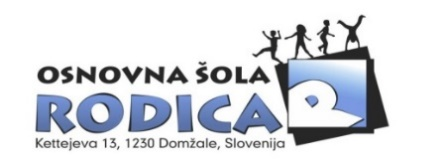 OSNOVNA ŠOLA
RODICA
R
Kettejeva 13, 1230 Domžale, Slovenija